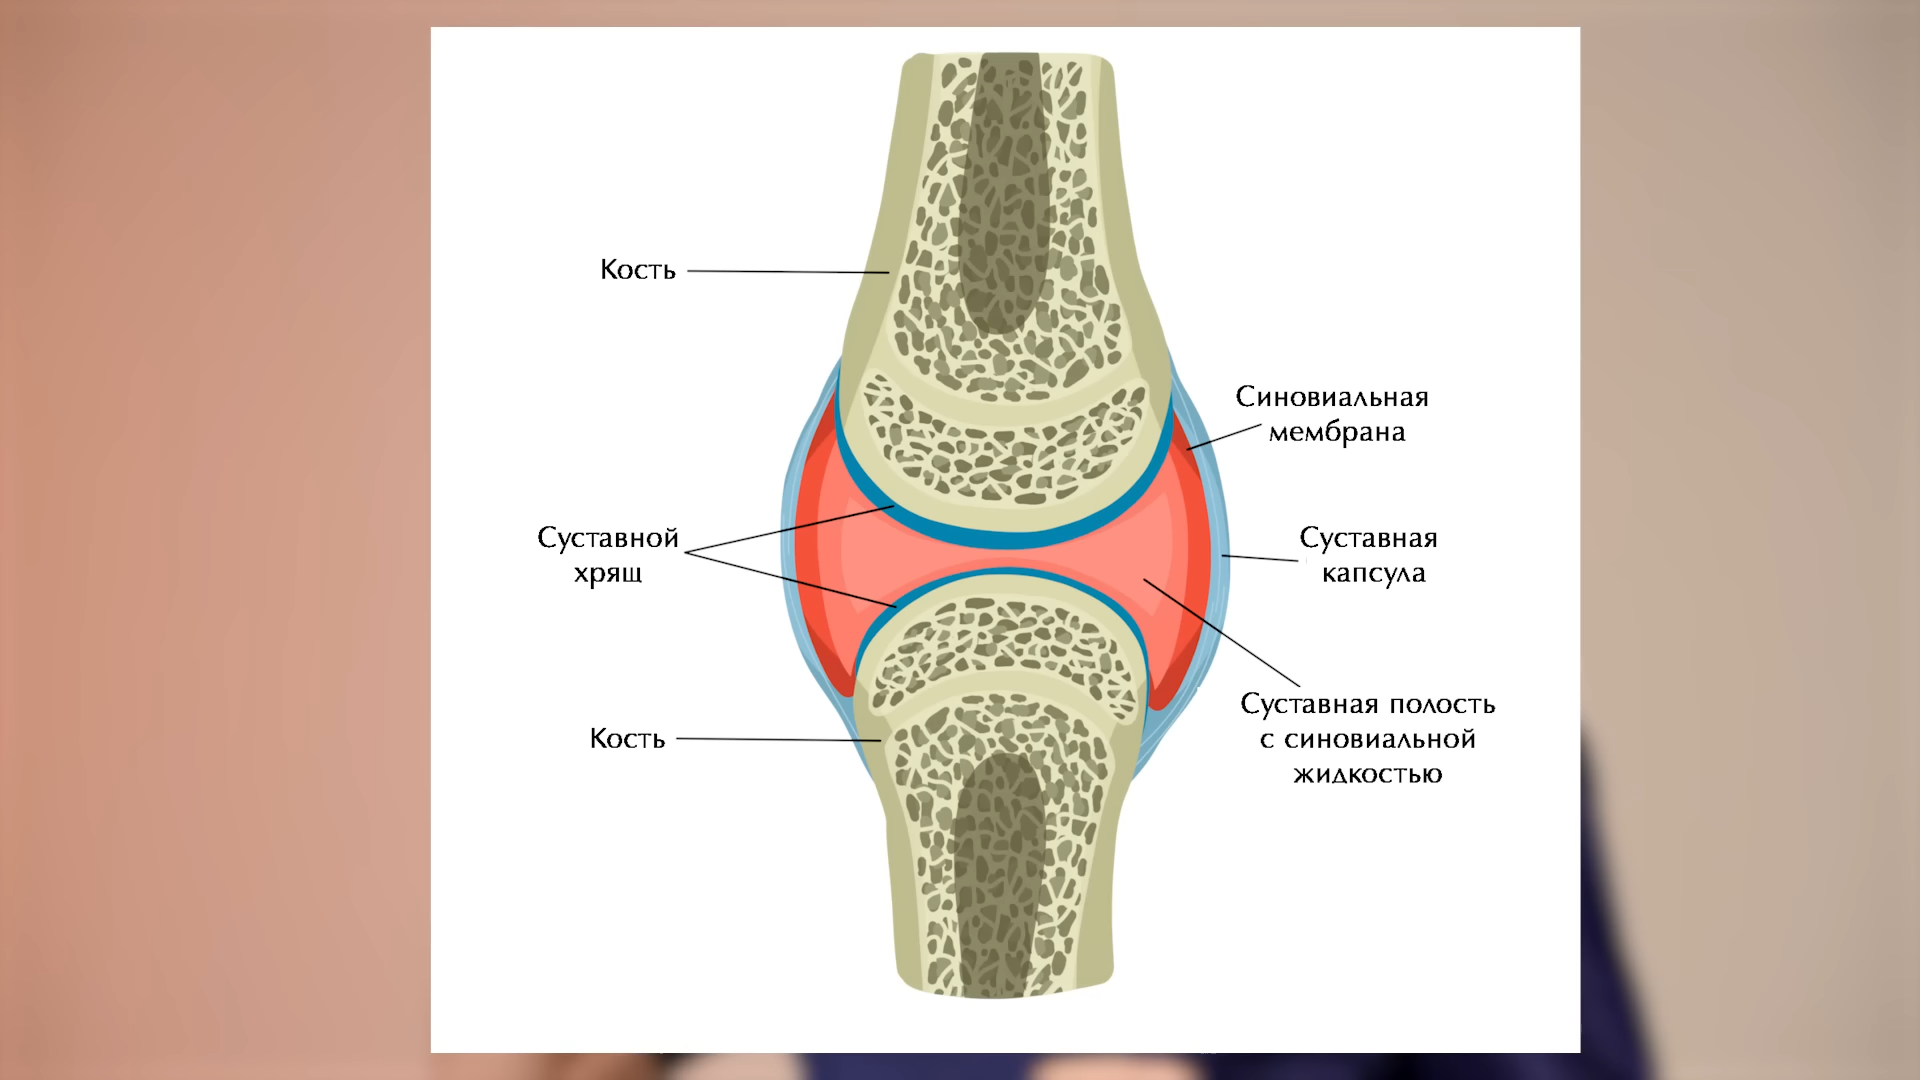 Кость
Синовиальная
мембрана
Суставной
хрящ
Суставная
капсула
Суставная полость
с синовиальной
жидкостью
Кость